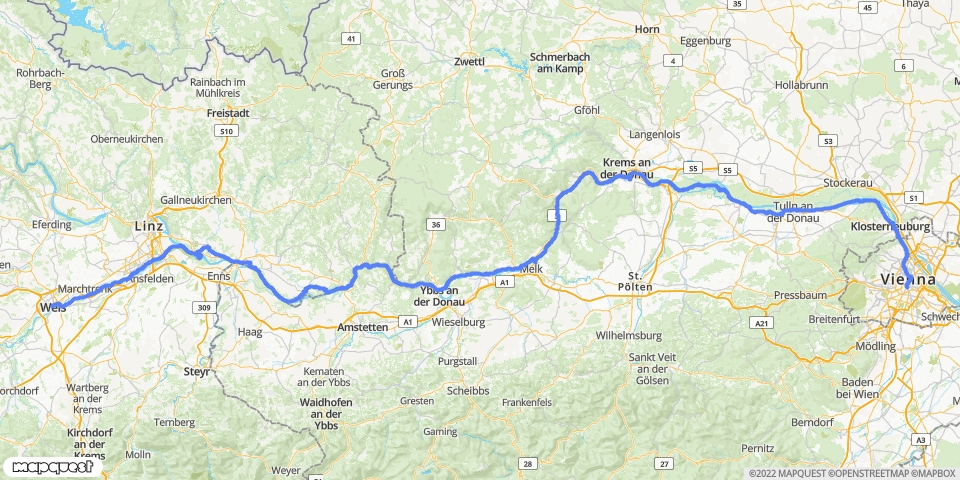 35
45
Thaya
41
Horn
Eggenburg
Rohrbach-
Berg
Zwettl
Schmerbach
am Kamp
4
6
Rainbach im
Mühlkreis
Groß
Gerungs
Hollabrunn
Freistadt
Gföhl
S10
Langenlois
S3
Oberneukirchen
Krems an
der Donau
S5
S5
Stockerau
Gallneukirchen
S1
Eferding
Linz
36
Tulln an
der Donau
Klosterneuburg
Ansfelden
Enns
Melk
Vienna
Marchtrenk
A1
St.
Pölten
Ybbs an
der Donau
Pressbaum
Wels
309
A1
Wieselburg
Breitenfurt
Schwech
Haag
Amstetten
A21
Wilhelmsburg
Mödling
Steyr
Purgstall
Sankt Veit
an der
Gölsen
Kematen
an der Ybbs
Baden
bei Wien
orchdorf
Wartberg
an der
Krems
Scheibbs
Waidhofen
an der
Ybbs
Gresten
Frankenfels
Ternberg
Berndorf
Kirchdorf
an der
Krems
Gaming
A3
Pernitz
Molln
Weyer
28
27
mapquest
©2022 MAPQUEST ©OPENSTREETMAP ©MAPBOX